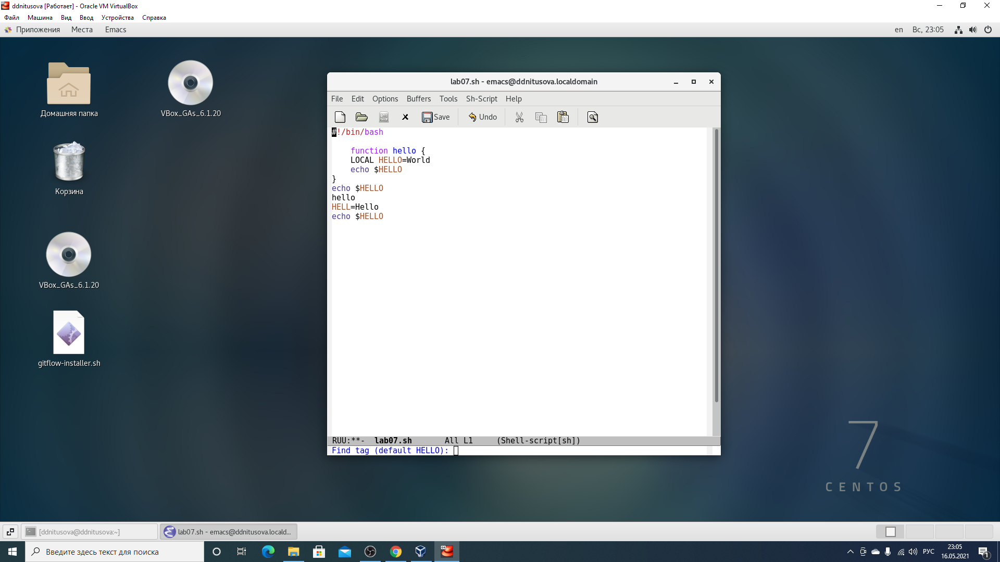 ddnitusova [Работает] - Oracle VM VirtualBox
Файл Машина Вид Ввод Устройства Справка
Приложения Места Emacs en Вс, 23:05
Домашняя папка
VBox_GAs_6.1.20
Корзина
VBox_GAs_6.1.20
gitflow-installer.sh
lab07.sh - emacs@ddnitusova.localdomain
File Edit Options Buffers Tools Sh-Script Help
Save Undo
#!/bin/bash
function hello {
LOCAL HELLO=World
echo $HELLO
}
echo $HELLO
hello
HELL=Hello
echo $HELLO
RUU:**- lab07.sh All L1 (Shell-script[sh])
Find tag (default HELLO):
7
CENTOS
[ddnitusova@ddnitusova:~]
lab07.sh - emacs@ddnitusova.locald...
Введите здесь текст для поиска
64
РУС
23:05
16.05.2021
1